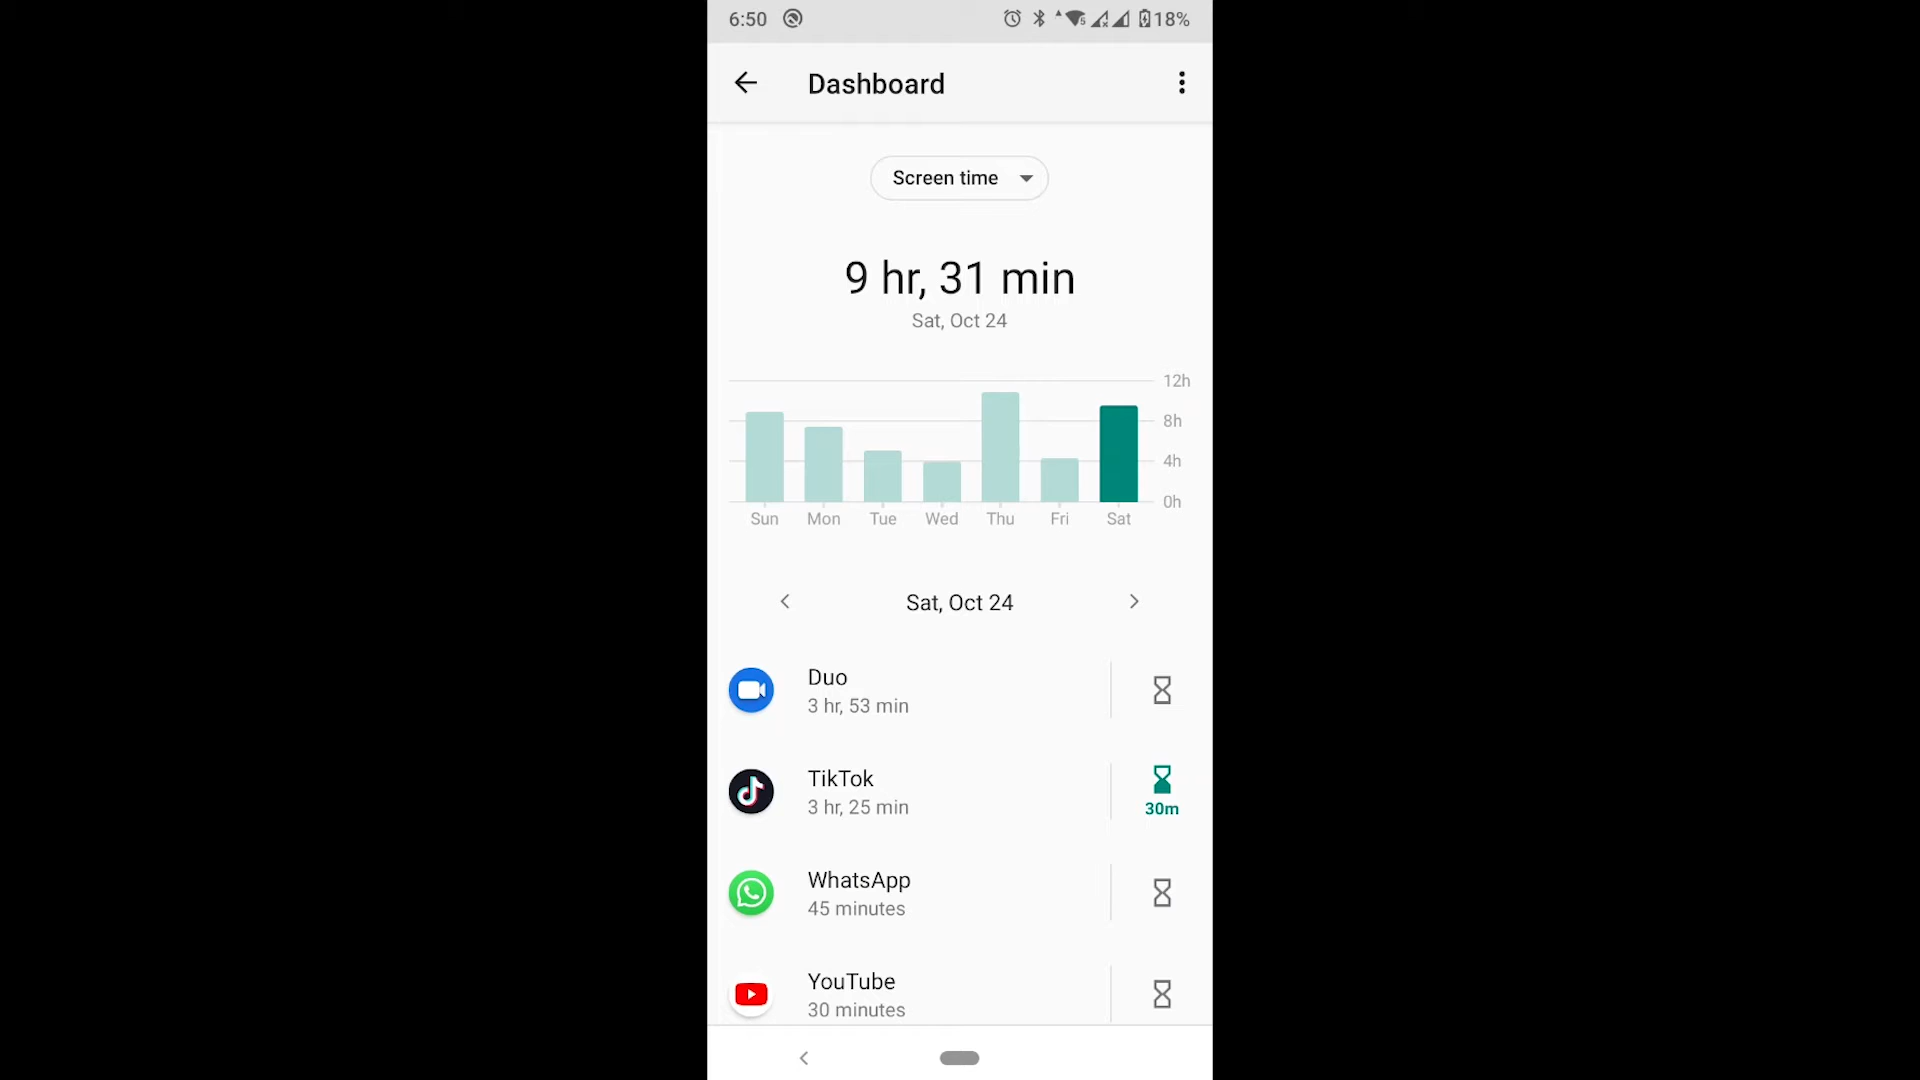 6:50 5 18%
Dashboard
Screen time
9 hr, 31 min
Sat, Oct 24
12h
8h
4h
0h
Sun Mon Tue Wed Thu Fri Sat
Sat, Oct 24
Duo
3 hr, 53 min
TikTok
3 hr, 25 min
30m
WhatsApp
45 minutes
YouTube
30 minutes